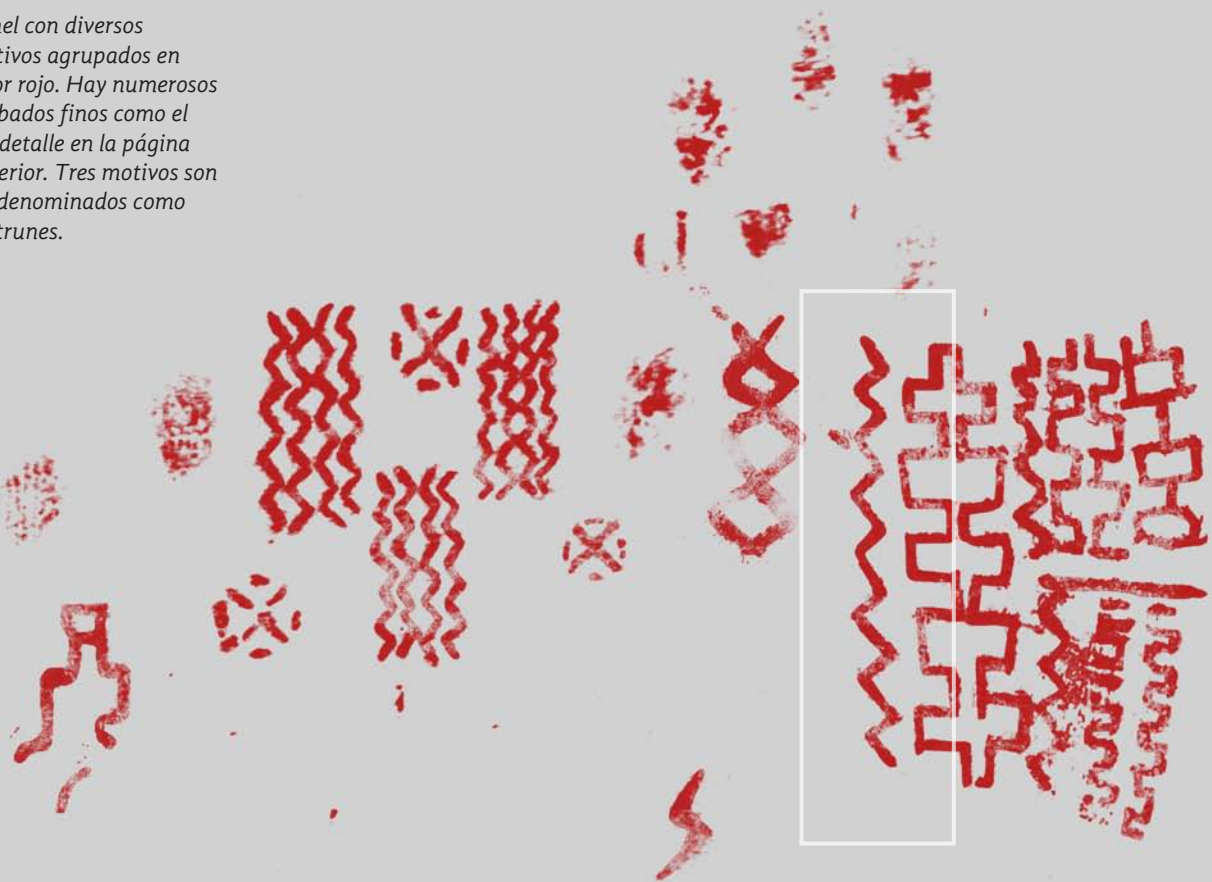 nel con diversos
tivos agrupados en
or rojo. Hay numerosos
bados finos como el
detalle en la página
erior. Tres motivos son
denominados como
trunes.